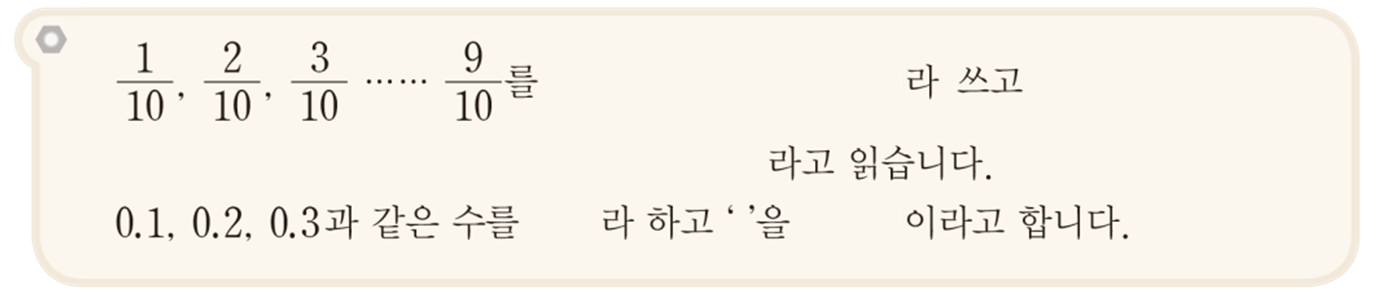 1/10, 2/10, 3/10 …… 9/10를 라 쓰고
라고 읽습니다.
0.1, 0.2, 0.3과 같은 수를 라 하고 ‘ ’을 이라고 합니다.